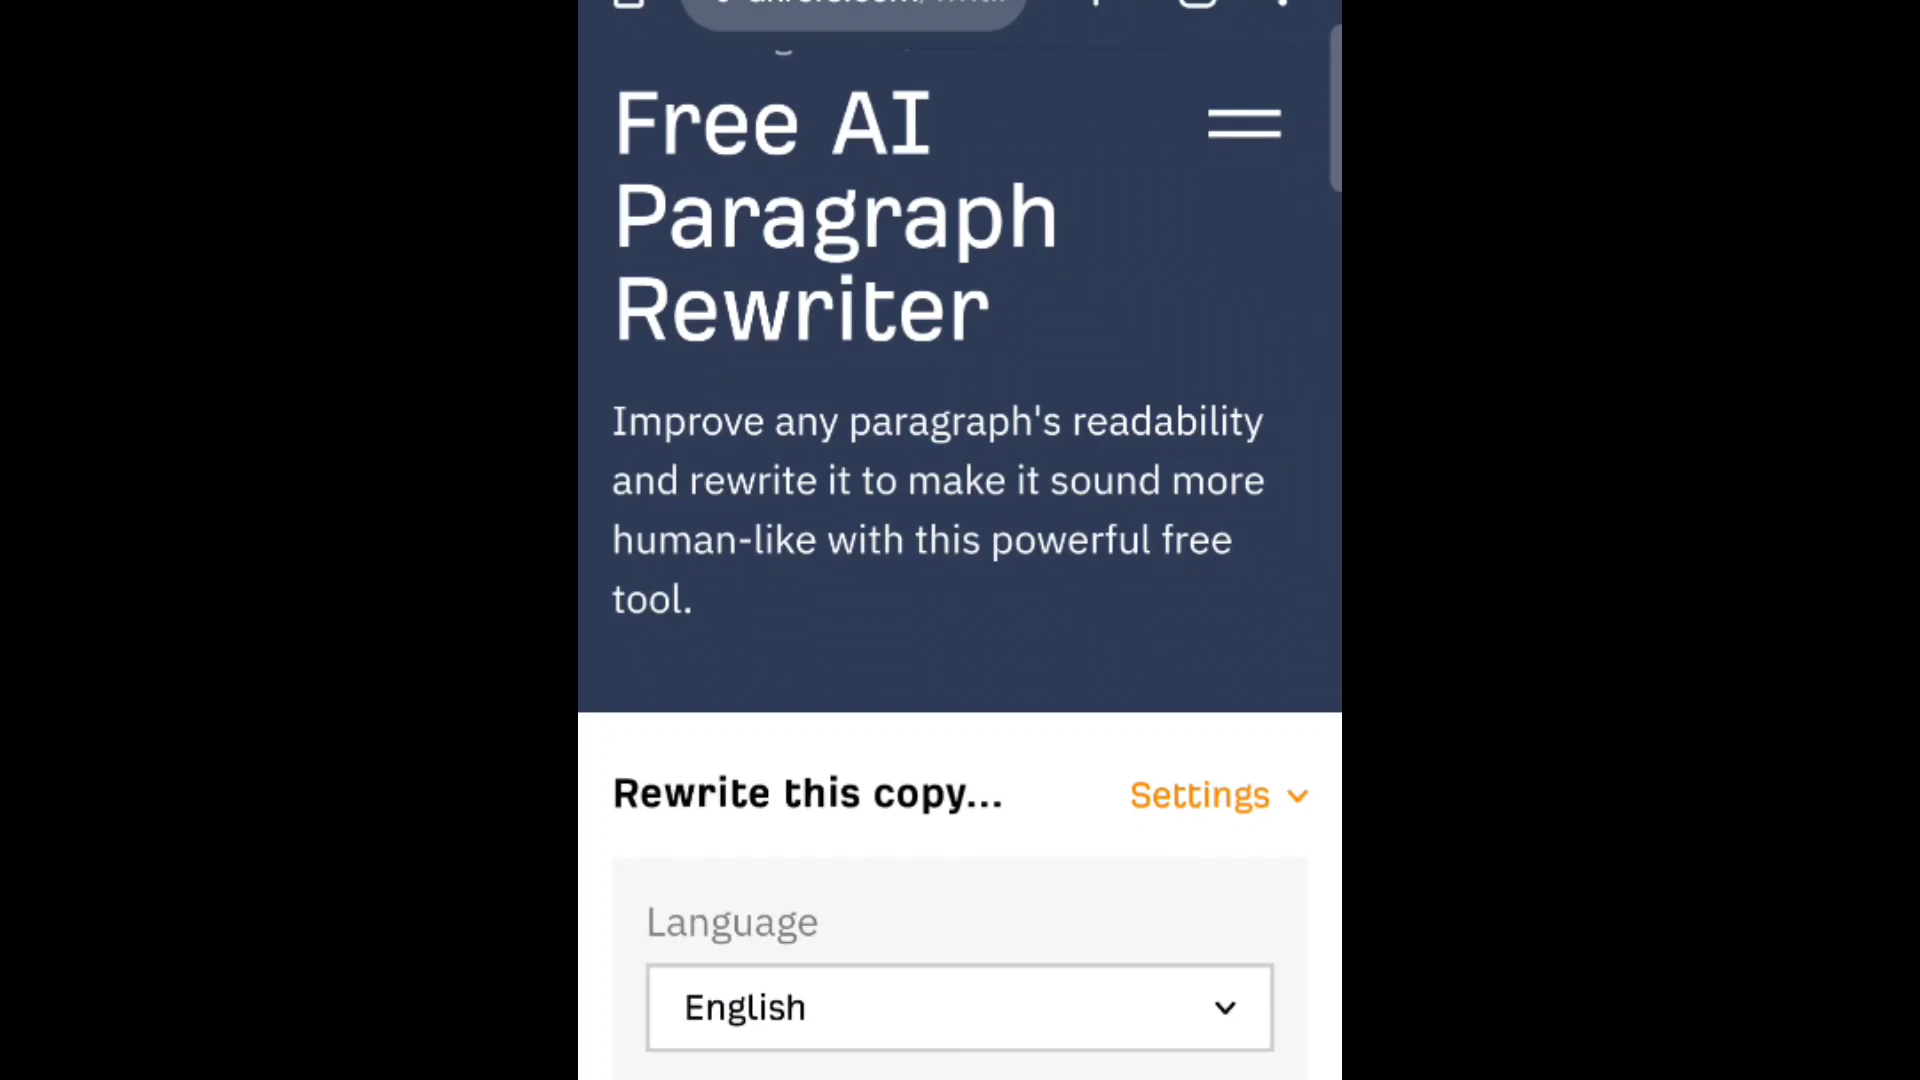 Free AI
Paragraph
Rewriter
Improve any paragraph's readability
and rewrite it to make it sound more
human-like with this powerful free
tool.
Rewrite this copy...
Settings
Language
English